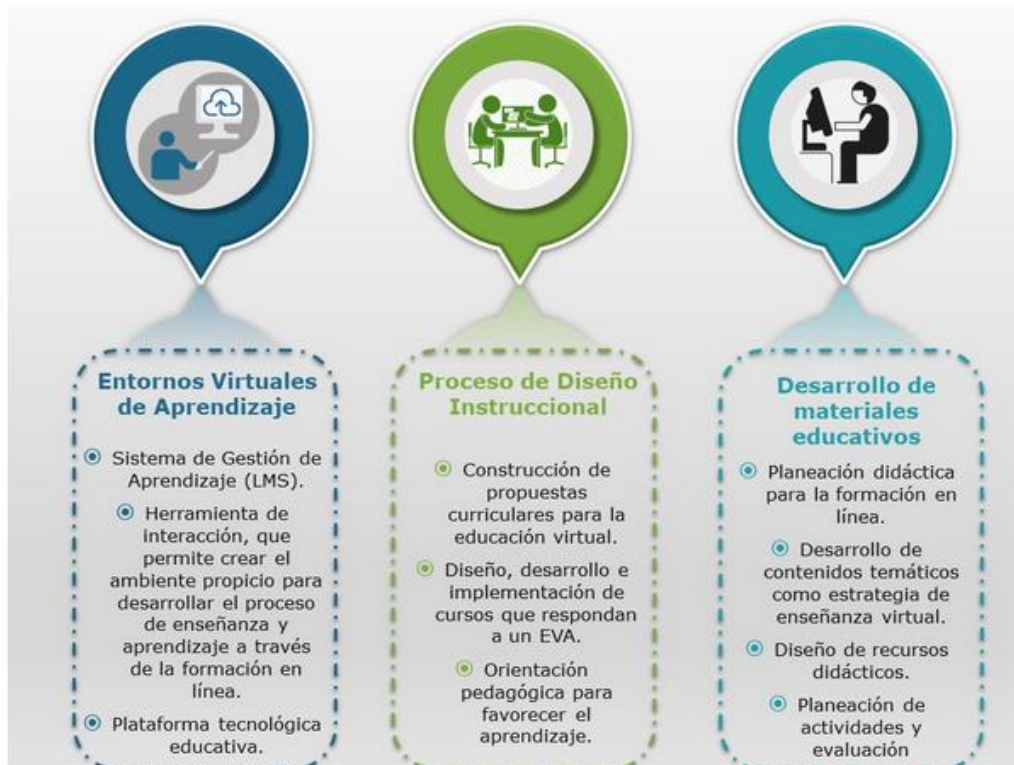 Entornos Virtuales
de Aprendizaje
Sistema de Gestión de
Aprendizaje (LMS).
Herramienta de
interacción, que
permite crear el
ambiente propicio para
desarrollar el proceso
de enseñanza y
aprendizaje a través
de la formación en
línea.
Plataforma tecnológica
educativa.
Proceso de Diseño
Instruccional
Construcción de
propuestas
curriculares para la
educación virtual.
Diseño, desarrollo e
implementación de
cursos que respondan
a un EVA.
Orientación
pedagógica para
favorecer el
aprendizaje.
Desarrollo de
materiales
educativos
Planeación didáctica
para la formación en
línea.
Desarrollo de
contenidos temáticos
como estrategia de
enseñanza virtual.
Diseño de recursos
didácticos.
Planeación de
actividades y
evaluación